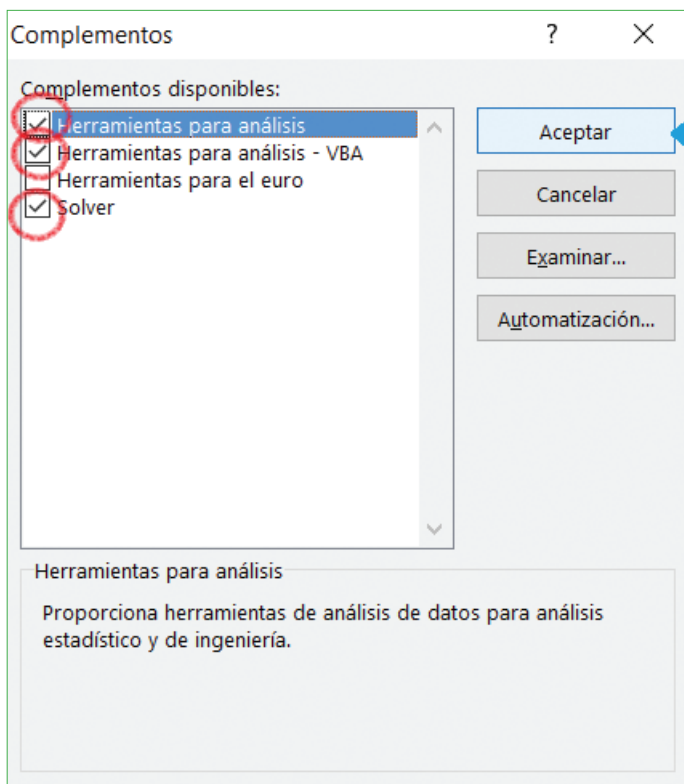 Complementos
?
Complementos disponibles:
Herramientas para análisis
Herramientas para análisis - VBA
Herramientas para el euro
Solver
Aceptar
Cancelar
Examinar...
Automatización...
Herramientas para análisis
Proporciona herramientas de análisis de datos para análisis
estadístico y de ingeniería.